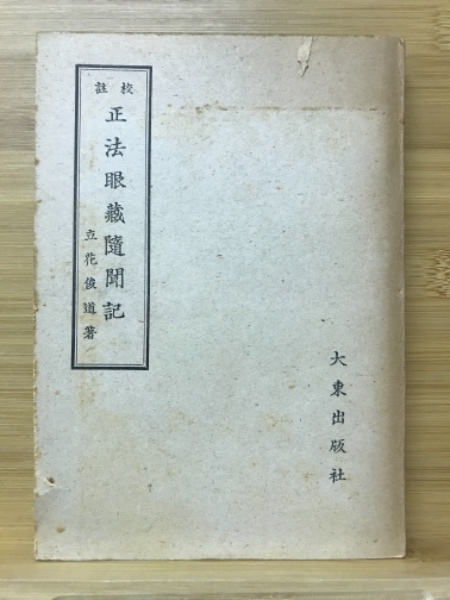 校註
正法眼藏隨聞記
立花俊道著
大東出版社